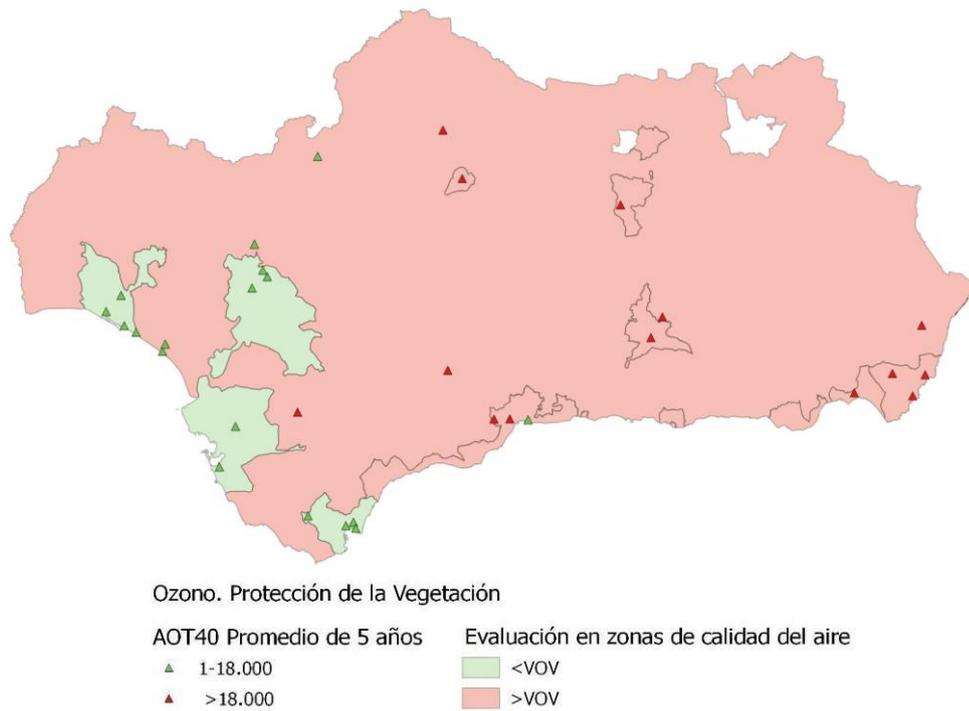 Ozono. Protección de la Vegetación
AOT40 Promedio de 5 años
1-18.000
>18.000
Evaluación en zonas de calidad del aire
<VOV
>VOV